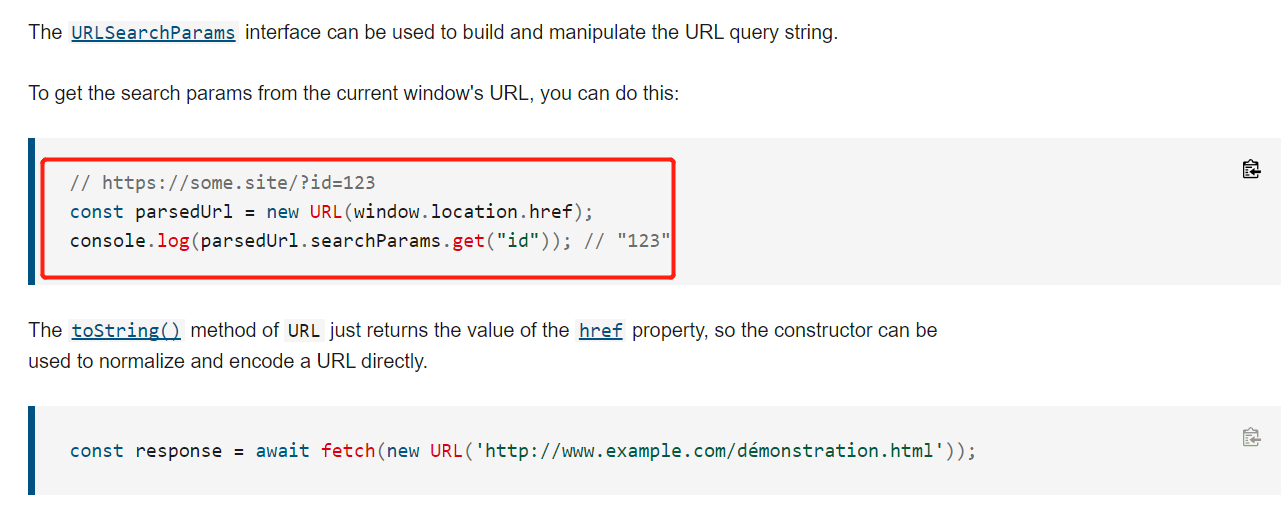 The URLSearchParams interface can be used to build and manipulate the URL query string.
To get the search params from the current window's URL, you can do this:
// https://some.site/?id=123
const parsedUrl = new URL(window.location.href);
console.log(parsedUrl.searchParams.get("id")); // "123"
The toString() method of URL just returns the value of the href property, so the constructor can be
used to normalize and encode a URL directly.
const response = await fetch(new URL('http://www.example.com/démonstration.html'));